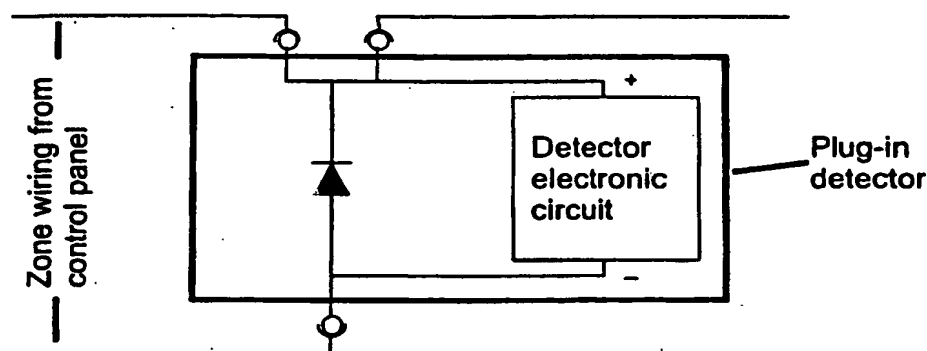 Zone wiring from
control panel
+
Detector
electronic
circuit
–
Plug-in
detector